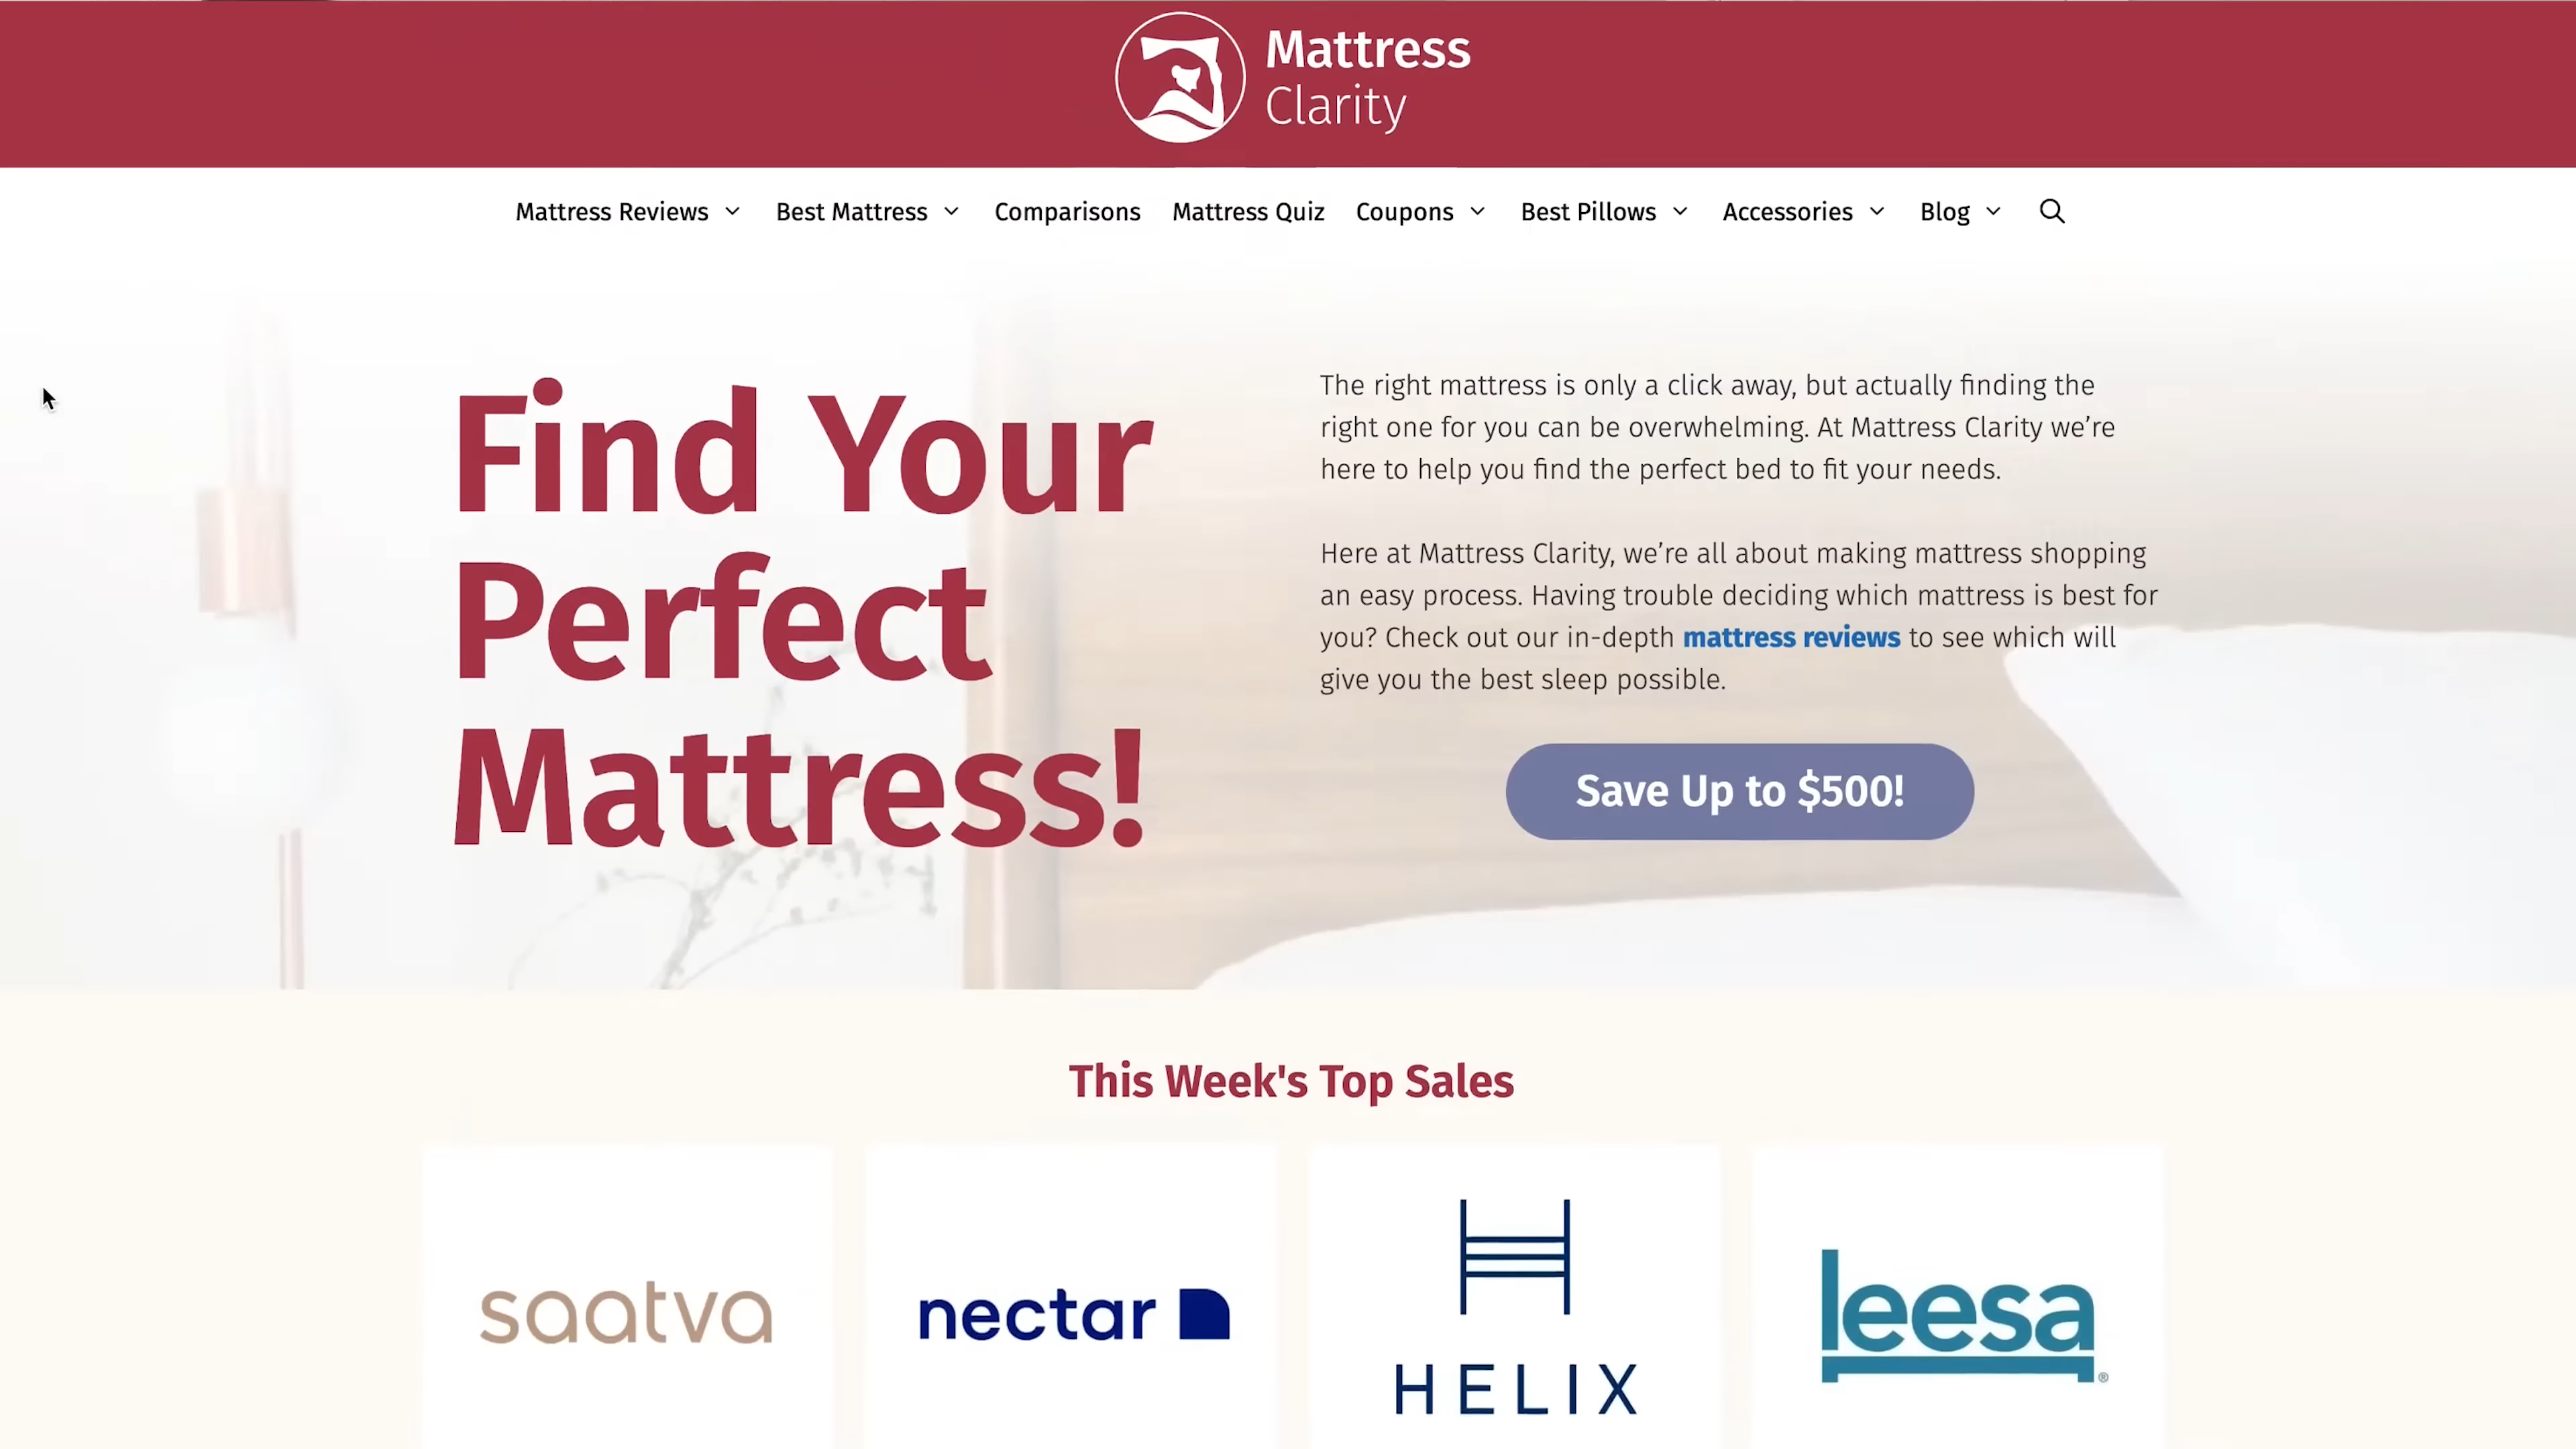 Mattress
Clarity
Mattress Reviews Best Mattress Comparisons Mattress Quiz Coupons Best Pillows Accessories Blog
Find Your
Perfect
Mattress!
The right mattress is only a click away, but actually finding the
right one for you can be overwhelming. At Mattress Clarity we’re
here to help you find the perfect bed to fit your needs.
Here at Mattress Clarity, we’re all about making mattress shopping
an easy process. Having trouble deciding which mattress is best for
you? Check out our in-depth mattress reviews to see which will
give you the best sleep possible.
Save Up to $500!
This Week's Top Sales
saatva
nectar
HELIX
leesa®